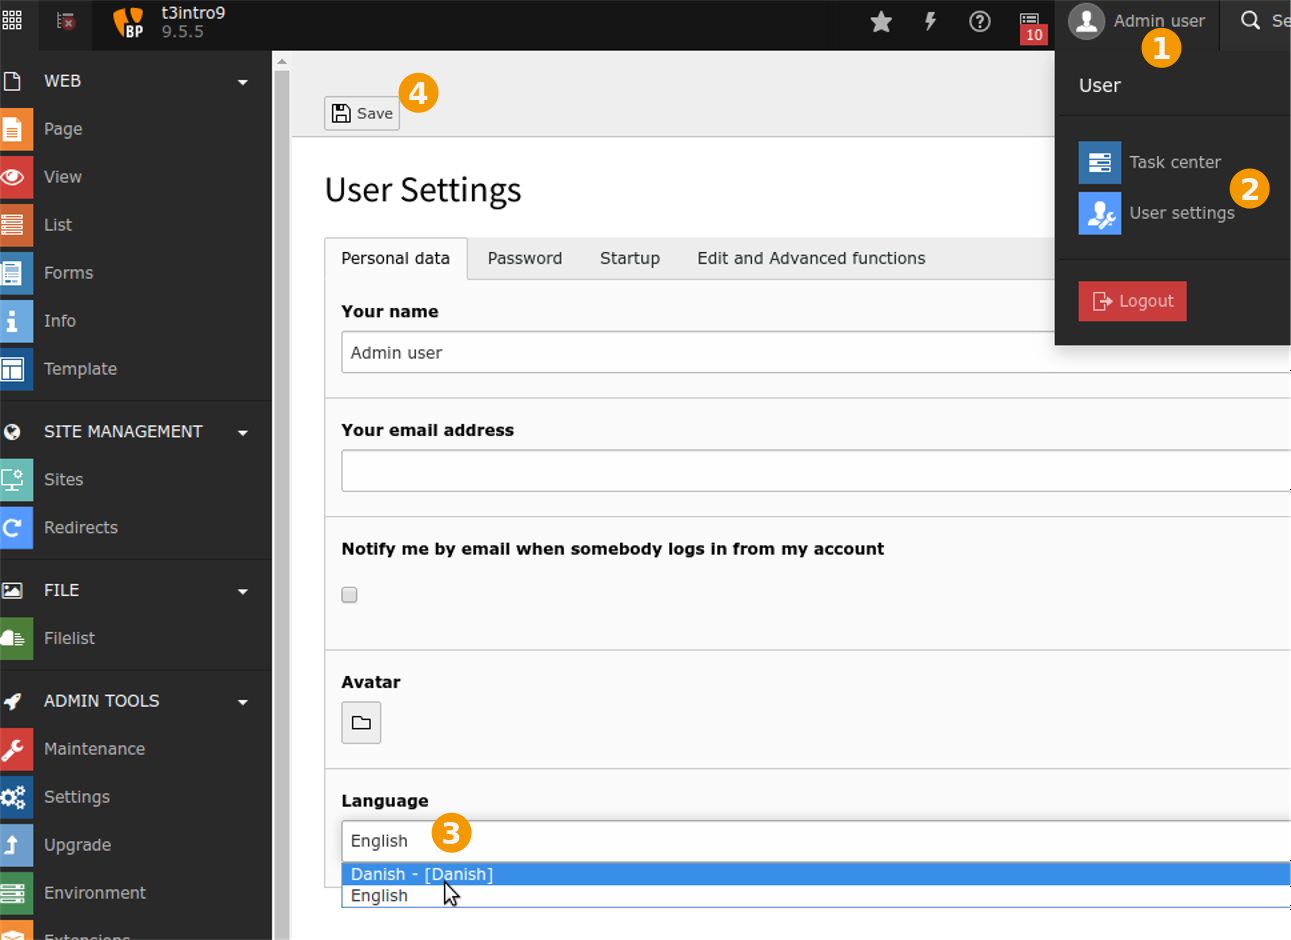 t3intro9
9.5.5
BP
10
Admin user
Se
1
WEB
Page
View
List
Forms
Info
Template
SITE MANAGEMENT
Sites
Redirects
FILE
Filelist
ADMIN TOOLS
Maintenance
Settings
Upgrade
Environment
Extensions
Save
4
User Settings
Personal data
Password
Startup
Edit and Advanced functions
Your name
Admin user
Your email address
Notify me by email when somebody logs in from my account
Avatar
Language
English
3
Danish - [Danish]
English
User
Task center
2
User settings
Logout